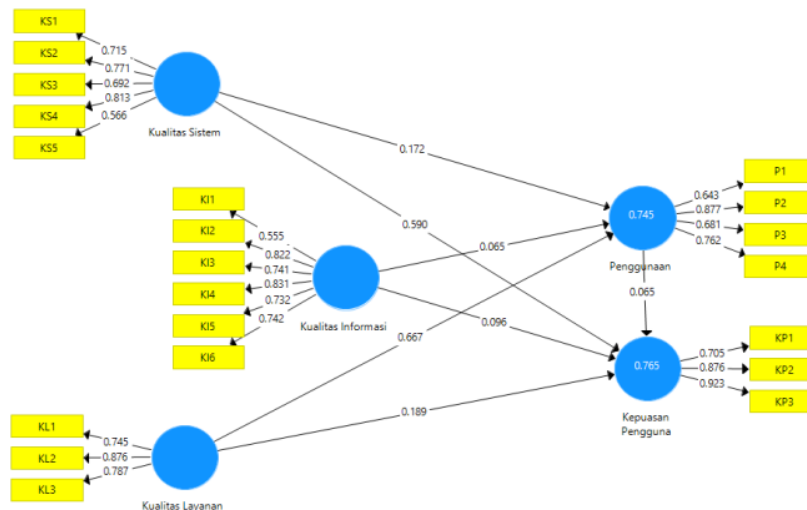 KS1
0.715
KS2
0.771
KS3
0.692
KS4
0.813
KS5
0.566
Kualitas Sistem
0.172
0.590
KI1
0.555
KI2
0.822
KI3
0.741
KI4
0.831
KI5
0.732
KI6
0.742
Kualitas Informasi
0.065
0.096
0.667
0.189
KL1
0.745
KL2
0.876
KL3
0.787
Kualitas Layanan
0.745
Penggunaan
P1
0.643
P2
0.877
P3
0.681
P4
0.762
0.065
0.765
Kepuasan
Pengguna
KP1
0.705
KP2
0.876
KP3
0.923